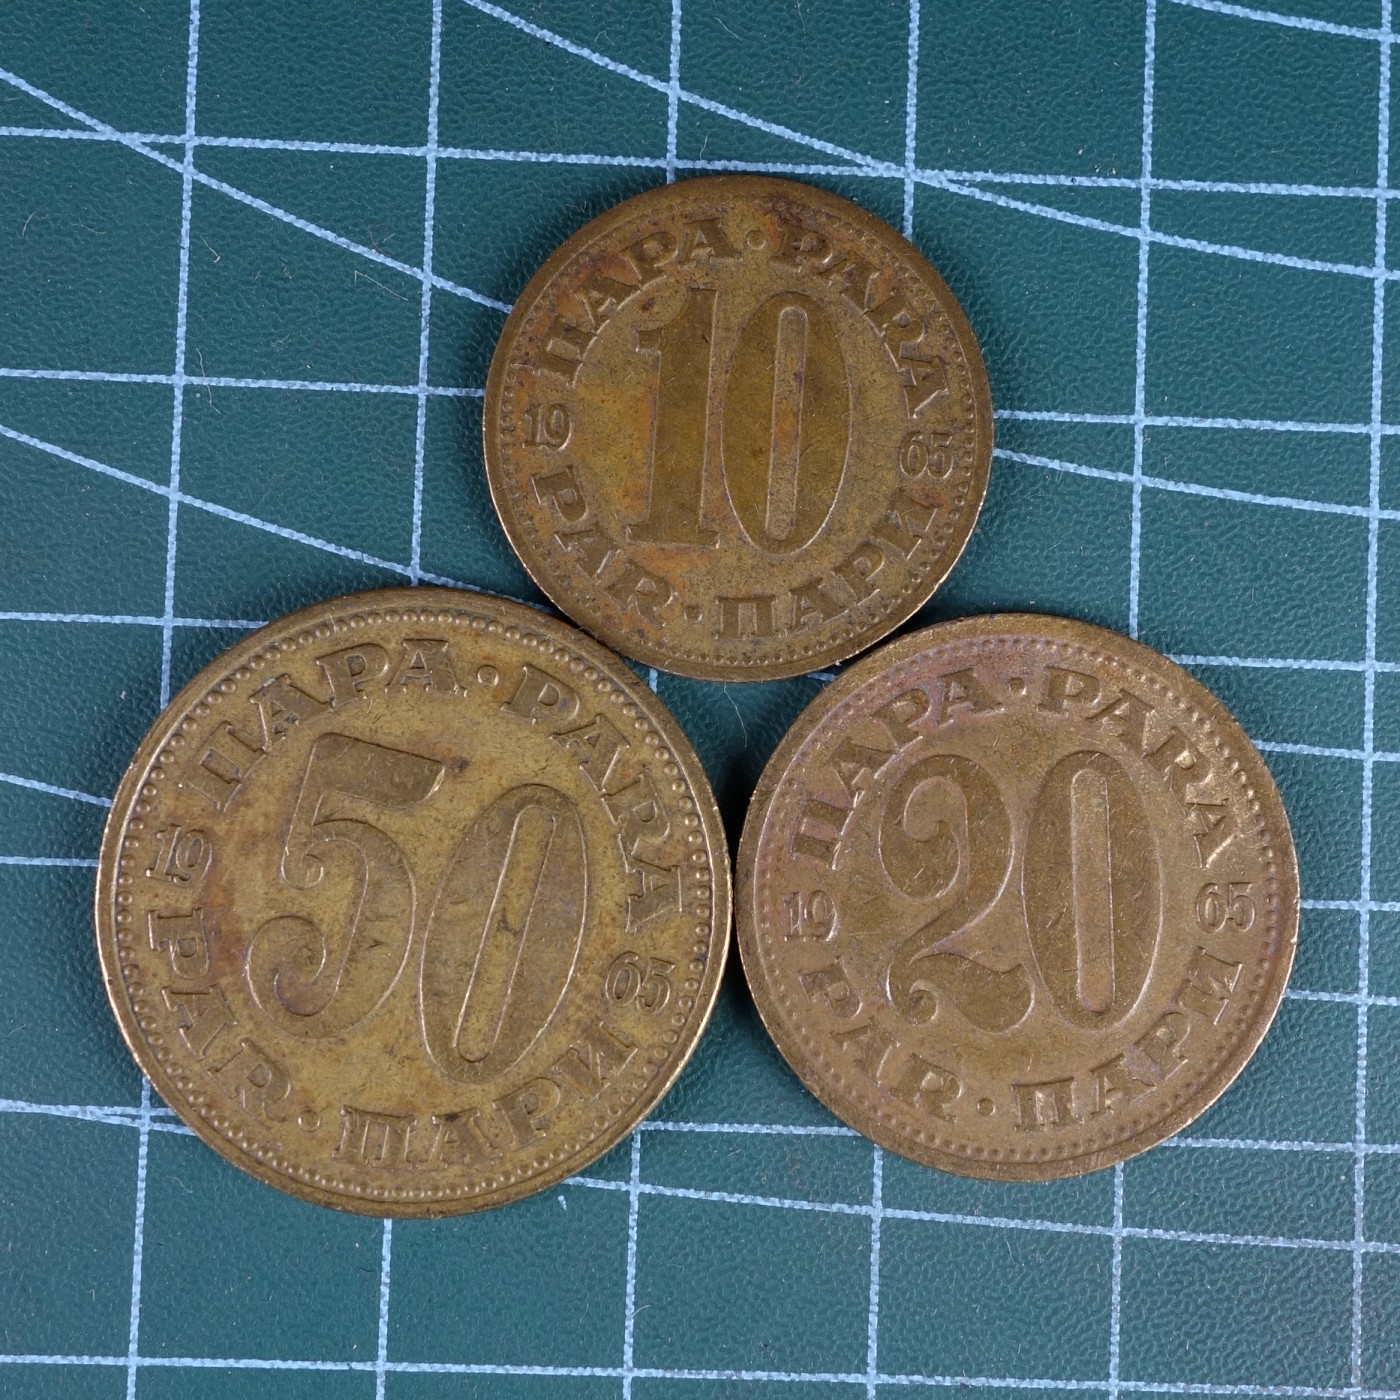 ПАРА · PARA
19 10 65
PAR · ПАРИ
ПАРА · PARA
19 50 65
PAR · ПАРИ
ПАРА · PARA
19 20 65
PAR · ПАРИ